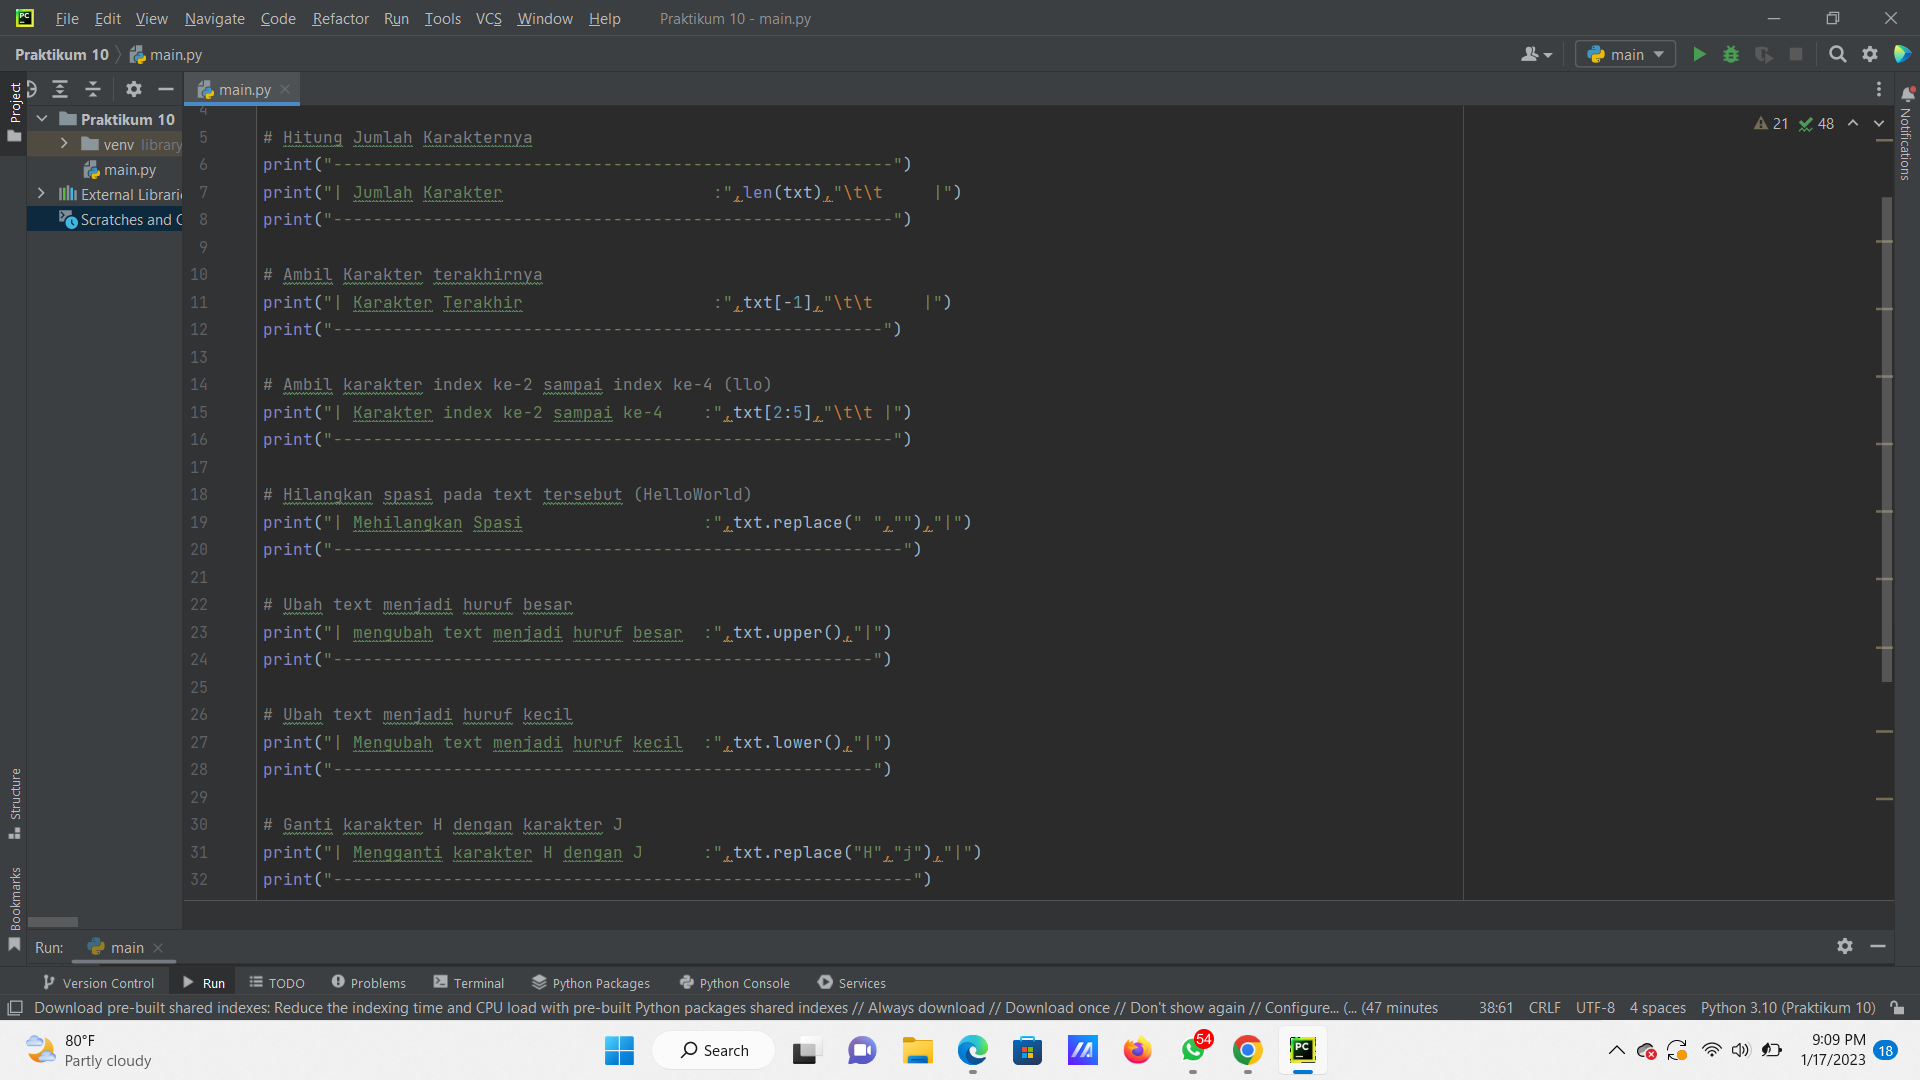 File Edit View Navigate Code Refactor Run Tools VCS Window Help Praktikum 10 - main.py
Praktikum 10 main.py main
Project
main.py
Praktikum 10
venv library
main.py
External Librari
Scratches and C
21 48
Notifications
4
5 # Hitung Jumlah Karakternya
6 print("--------------------------------------------------------")
7 print("| Jumlah Karakter                     :",len(txt),"\t\t     |")
8 print("--------------------------------------------------------")
9
10 # Ambil Karakter terakhirnya
11 print("| Karakter Terakhir                   :",txt[-1],"\t\t     |")
12 print("-------------------------------------------------------")
13
14 # Ambil karakter index ke-2 sampai index ke-4 (llo)
15 print("| Karakter index ke-2 sampai ke-4    :",txt[2:5],"\t\t |")
16 print("--------------------------------------------------------")
17
18 # Hilangkan spasi pada text tersebut (HelloWorld)
19 print("| Mehilangkan Spasi                  :",txt.replace(" ",""),"|")
20 print("---------------------------------------------------------")
21
22 # Ubah text menjadi huruf besar
23 print("| mengubah text menjadi huruf besar  :",txt.upper(),"|")
24 print("------------------------------------------------------")
25
26 # Ubah text menjadi huruf kecil
27 print("| Mengubah text menjadi huruf kecil  :",txt.lower(),"|")
28 print("------------------------------------------------------")
29
30 # Ganti karakter H dengan karakter J
31 print("| Mengganti karakter H dengan J      :",txt.replace("H","j"),"|")
32 print("----------------------------------------------------------")
Structure
Bookmarks
Run: main
Version Control Run TODO Problems Terminal Python Packages Python Console Services
Download pre-built shared indexes: Reduce the indexing time and CPU load with pre-built Python packages shared indexes // Always download // Download once // Don't show again // Configure... (... (47 minutes 38:61 CRLF UTF-8 4 spaces Python 3.10 (Praktikum 10)
80°F
Partly cloudy
Search
54
PC
9:09 PM
1/17/2023
18